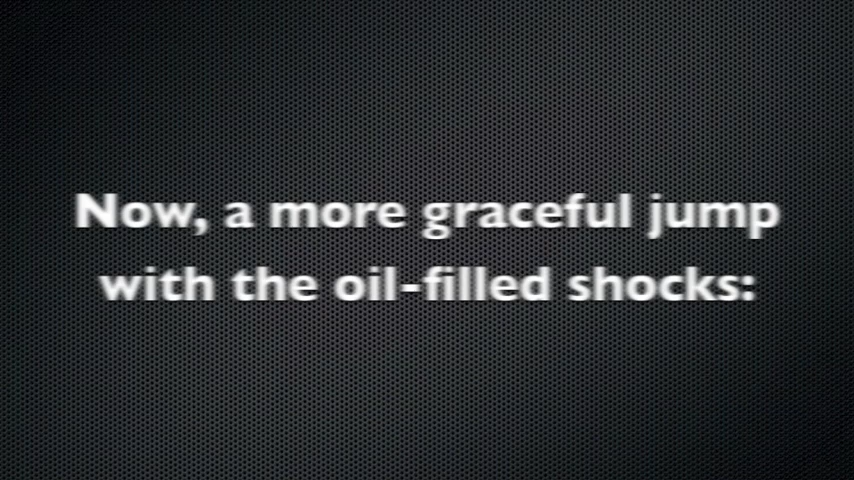 Now, a more graceful jump
with the oil-filled shocks: